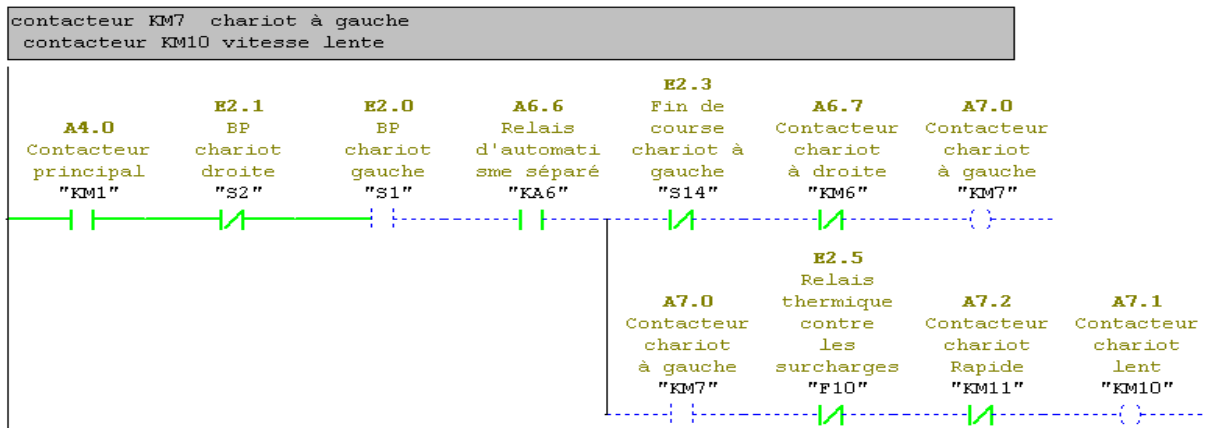 contacteur KM7  chariot à gauche
contacteur KM10 vitesse lente
A4.0
Contacteur
principal
"KM1"
E2.1
BP
chariot
droite
"S2"
E2.0
BP
chariot
gauche
"S1"
A6.6
Relais
d'automati
sme séparé
"KA6"
E2.3
Fin de
course
chariot à
gauche
"S14"
A6.7
Contacteur
chariot
à droite
"KM6"
A7.0
Contacteur
chariot
à gauche
"KM7"
A7.0
Contacteur
chariot
à gauche
"KM7"
E2.5
Relais
thermique
contre
les
surcharges
"F10"
A7.2
Contacteur
chariot
Rapide
"KM11"
A7.1
Contacteur
chariot
lent
"KM10"